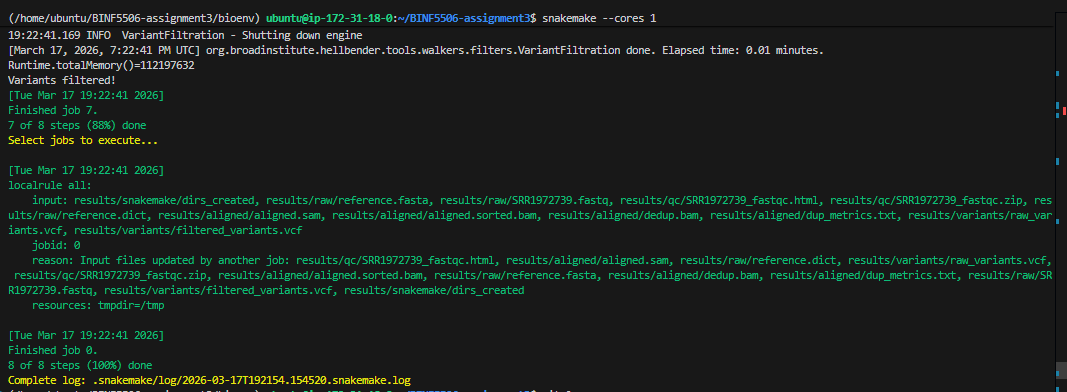 (/home/ubuntu/BINF5506-assignment3/bioenv) ubuntu@ip-172-31-18-0:~/BINF5506-assignment3$ snakemake --cores 1
19:22:41.169 INFO  VariantFiltration - Shutting down engine
[March 17, 2026, 7:22:41 PM UTC] org.broadinstitute.hellbender.tools.walkers.filters.VariantFiltration done. Elapsed time: 0.01 minutes.
Runtime.totalMemory()=112197632
Variants filtered!
[Tue Mar 17 19:22:41 2026]
Finished job 7.
7 of 8 steps (88%) done
Select jobs to execute...
[Tue Mar 17 19:22:41 2026]
localrule all:
    input: results/snakemake/dirs_created, results/raw/reference.fasta, results/raw/SRR1972739.fastq, results/qc/SRR1972739_fastqc.html, results/qc/SRR1972739_fastqc.zip, res
ults/raw/reference.dict, results/aligned/aligned.sam, results/aligned/aligned.sorted.bam, results/aligned/dedup.bam, results/aligned/dup_metrics.txt, results/variants/raw_var
iants.vcf, results/variants/filtered_variants.vcf
    jobid: 0
    reason: Input files updated by another job: results/qc/SRR1972739_fastqc.html, results/aligned/aligned.sam, results/raw/reference.dict, results/variants/raw_variants.vcf,
 results/qc/SRR1972739_fastqc.zip, results/aligned/aligned.sorted.bam, results/raw/reference.fasta, results/aligned/dedup.bam, results/aligned/dup_metrics.txt, results/raw/SR
R1972739.fastq, results/variants/filtered_variants.vcf, results/snakemake/dirs_created
    resources: tmpdir=/tmp
[Tue Mar 17 19:22:41 2026]
Finished job 0.
8 of 8 steps (100%) done
Complete log: .snakemake/log/2026-03-17T192154.154520.snakemake.log